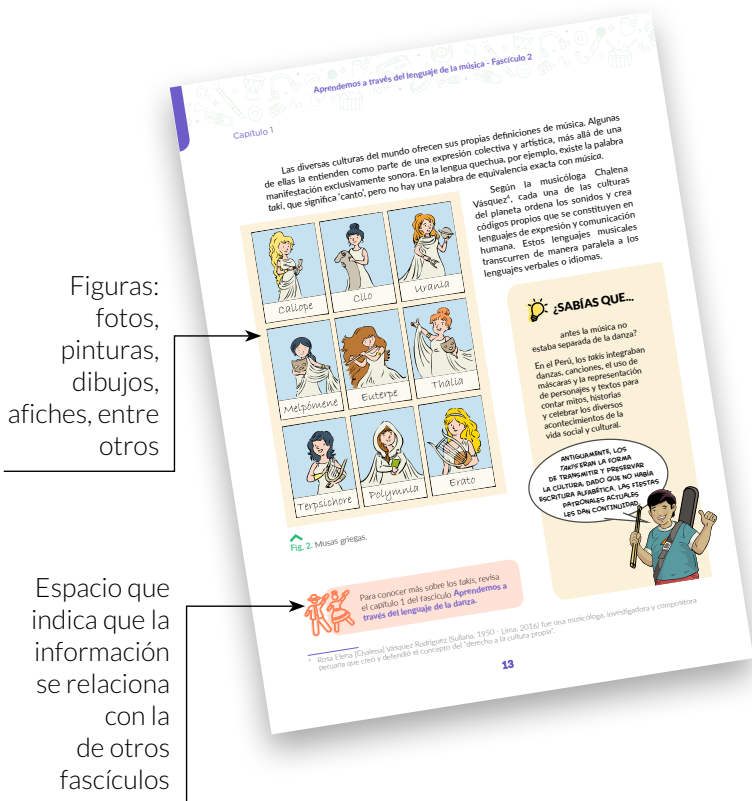 Aprendemos a través del lenguaje de la música - Fascículo 2
Capítulo 1
Las diversas culturas del mundo ofrecen sus propias definiciones de música. Algunas
de ellas la entienden como parte de una expresión colectiva y artística, más allá de una
manifestación exclusivamente sonora. En la lengua quechua, por ejemplo, existe la palabra
taki, que significa ‘canto’, pero no hay una palabra de equivalencia exacta con música.
Según la musicóloga Chalena
Vásquez⁴, cada una de las culturas
del planeta ordena los sonidos y crea
códigos propios que se constituyen en
lenguajes de expresión y comunicación
humana. Estos lenguajes musicales
transcurren de manera paralela a los
lenguajes verbales o idiomas.
Figuras:
fotos,
pinturas,
dibujos,
afiches, entre
otros
Calíope
Clío
Urania
Melpómene
Euterpe
Thalia
Terpsichore
Polymnia
Erato
Fig. 2. Musas griegas.
¿SABÍAS QUE...
antes la música no
estaba separada de la danza?
En el Perú, los takis integraban
danzas, canciones, el uso de
máscaras y la representación
de personajes y textos para
contar mitos, historias
y celebrar los diversos
acontecimientos de la
vida social y cultural.
ANTIGUAMENTE, LOS
TAKIS ERAN LA FORMA
DE TRANSMITIR Y PRESERVAR
LA CULTURA, DADO QUE NO HABÍA
ESCRITURA ALFABÉTICA. LAS FIESTAS
PATRONALES ACTUALES
LES DAN CONTINUIDAD.
Espacio que
indica que la
información
se relaciona
con la
de otros
fascículos
Para conocer más sobre los takis, revisa
el capítulo 1 del fascículo Aprendemos a
través del lenguaje de la danza.
⁴ Rosa Elena [Chalena] Vásquez Rodríguez (Sullana, 1950 - Lima, 2016) fue una musicóloga, investigadora y compositora
peruana que creó y defendió el concepto del "derecho a la cultura propia".
13